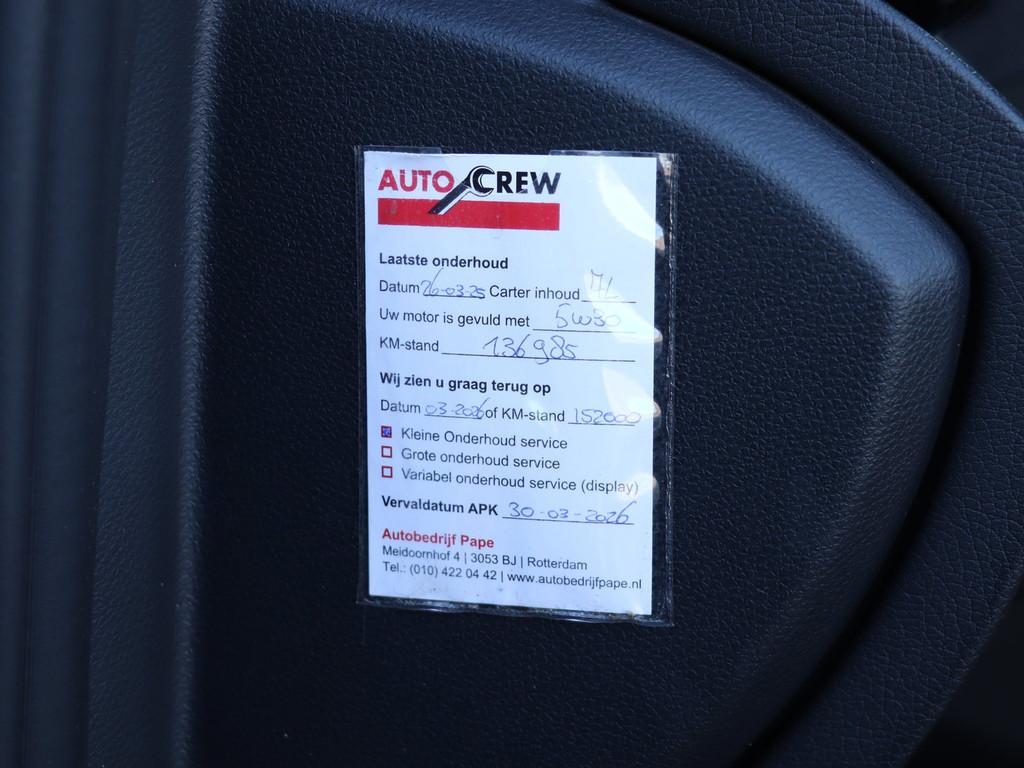 AUTO CREW
Laatste onderhoud
Datum 26-03-25 Carter inhoud 7L
Uw motor is gevuld met 5W30
KM-stand 136985
Wij zien u graag terug op
Datum 03-2026 of KM-stand 152000
Kleine Onderhoud service
Grote onderhoud service
Variabel onderhoud service (display)
Vervaldatum APK 30-03-2026
Autobedrijf Pape
Meidoornhof 4 | 3053 BJ | Rotterdam
Tel.: (010) 422 04 42 | www.autobedrijfpape.nl